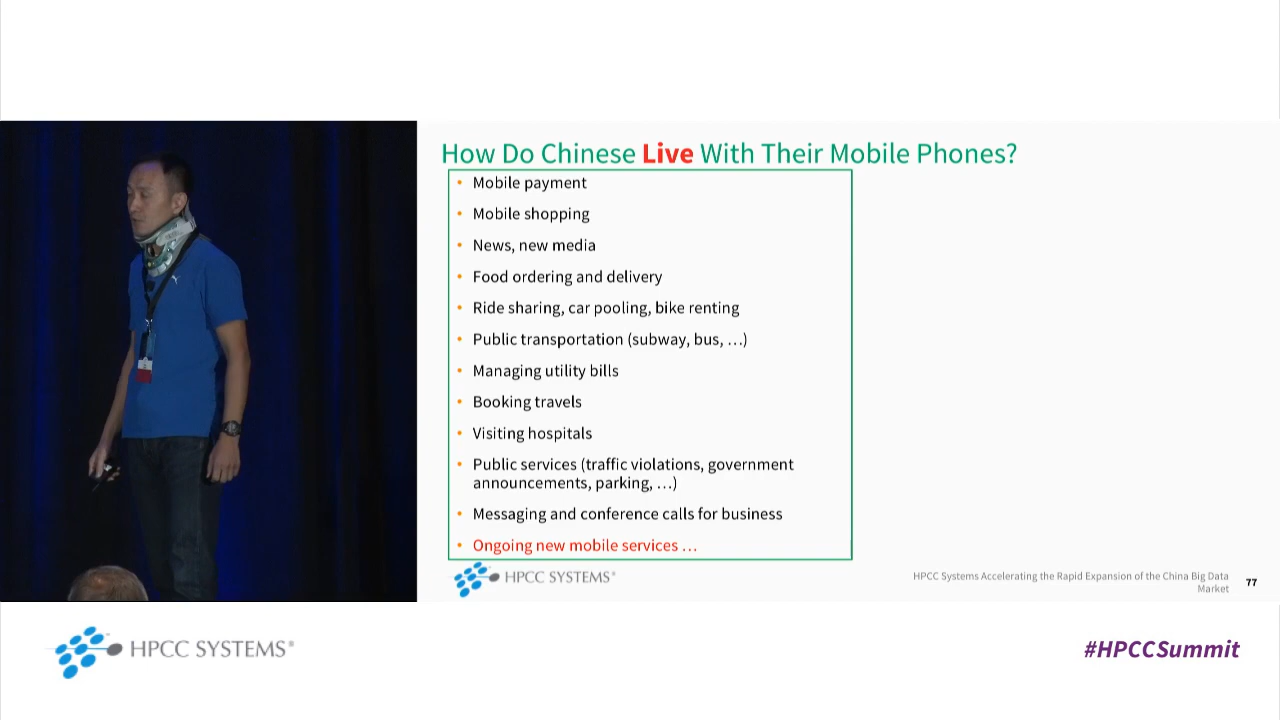 How Do Chinese Live With Their Mobile Phones?
• Mobile payment
• Mobile shopping
• News, new media
• Food ordering and delivery
• Ride sharing, car pooling, bike renting
• Public transportation (subway, bus, …)
• Managing utility bills
• Booking travels
• Visiting hospitals
• Public services (traffic violations, government
announcements, parking, …)
• Messaging and conference calls for business
• Ongoing new mobile services …
HPCC SYSTEMS®
HPCC Systems Accelerating the Rapid Expansion of the China Big Data
Market
77
HPCC SYSTEMS®
#HPCCSummit